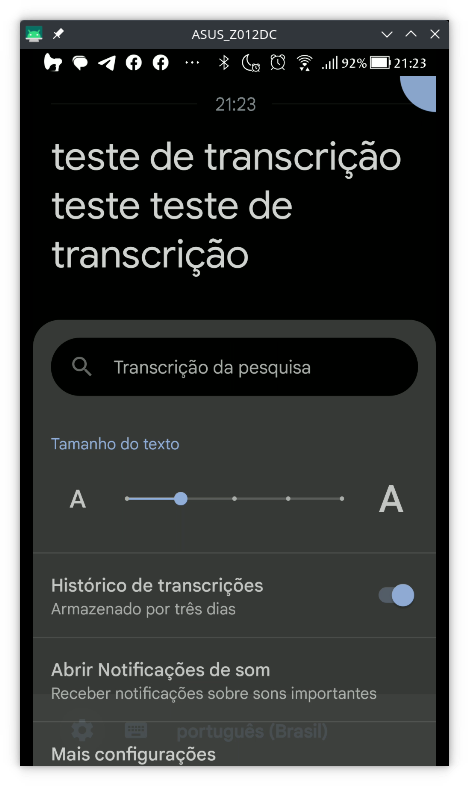 ASUS_Z012DC
92% 21:23
21:23
teste de transcrição
teste teste de
transcrição
Transcrição da pesquisa
Tamanho do texto
A A
Histórico de transcrições
Armazenado por três dias
Abrir Notificações de som
Receber notificações sobre sons importantes
português (Brasil)
Mais configurações